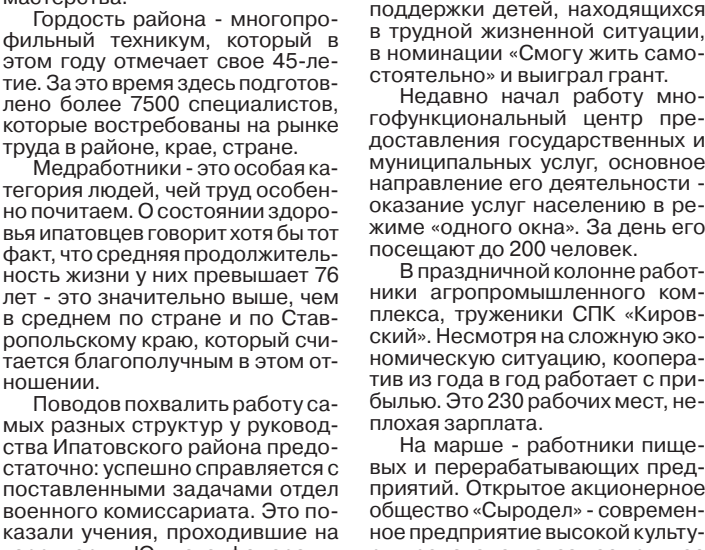 Гордость района - многопро-
фильный техникум, который в
этом году отмечает свое 45-ле-
тие. За это время здесь подготов-
лено более 7500 специалистов,
которые востребованы на рынке
труда в районе, крае, стране.
Медработники - это особая ка-
тегория людей, чей труд особен-
но почитаем. О состоянии здоро-
вья ипатовцев говорит хотя бы тот
факт, что средняя продолжитель-
ность жизни у них превышает 76
лет - это значительно выше, чем
в среднем по стране и по Став-
ропольскому краю, который счи-
тается благополучным в этом от-
ношении.
Поводов похвалить работу са-
мых разных структур у руковод-
ства Ипатовского района предо-
статочно: успешно справляется с
поставленными задачами отдел
военного комиссариата. Это по-
казали учения, проходившие на
поддержки детей, находящихся
в трудной жизненной ситуации,
в номинации «Смогу жить само-
стоятельно» и выиграл грант.
Недавно начал работу мно-
гофункциональный центр пре-
доставления государственных и
муниципальных услуг, основное
направление его деятельности -
оказание услуг населению в ре-
жиме «одного окна». За день его
посещают до 200 человек.
В праздничной колонне работ-
ники агропромышленного ком-
плекса, труженики СПК «Киров-
ский». Несмотря на сложную эко-
номическую ситуацию, коопера-
тив из года в год работает с при-
былью. Это 230 рабочих мест, не-
плохая зарплата.
На марше - работники пище-
вых и перерабатывающих пред-
приятий. Открытое акционерное
общество «Сыродел» - современ-
ное предприятие высокой культу-